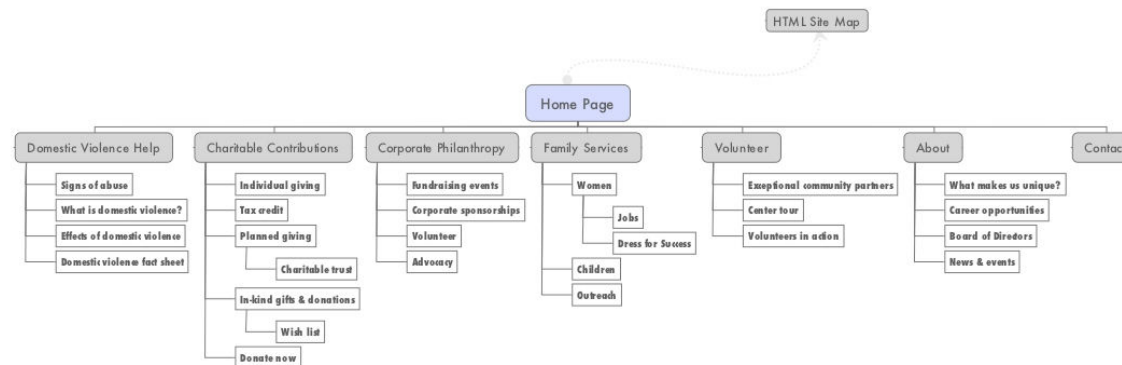 HTML Site Map
Home Page
Domestic Violence Help
Signs of abuse
What is domestic violence?
Effects of domestic violence
Domestic violence fact sheet
Charitable Contributions
Individual giving
Tax credit
Planned giving
Charitable trust
In-kind gifts & donations
Wish list
Donate now
Corporate Philanthropy
Fundraising events
Corporate sponsorships
Volunteer
Advocacy
Family Services
Women
Jobs
Dress for Success
Children
Outreach
Volunteer
Exceptional community partners
Center tour
Volunteers in action
About
What makes us unique?
Career opportunities
Board of Directors
News & events
Contac